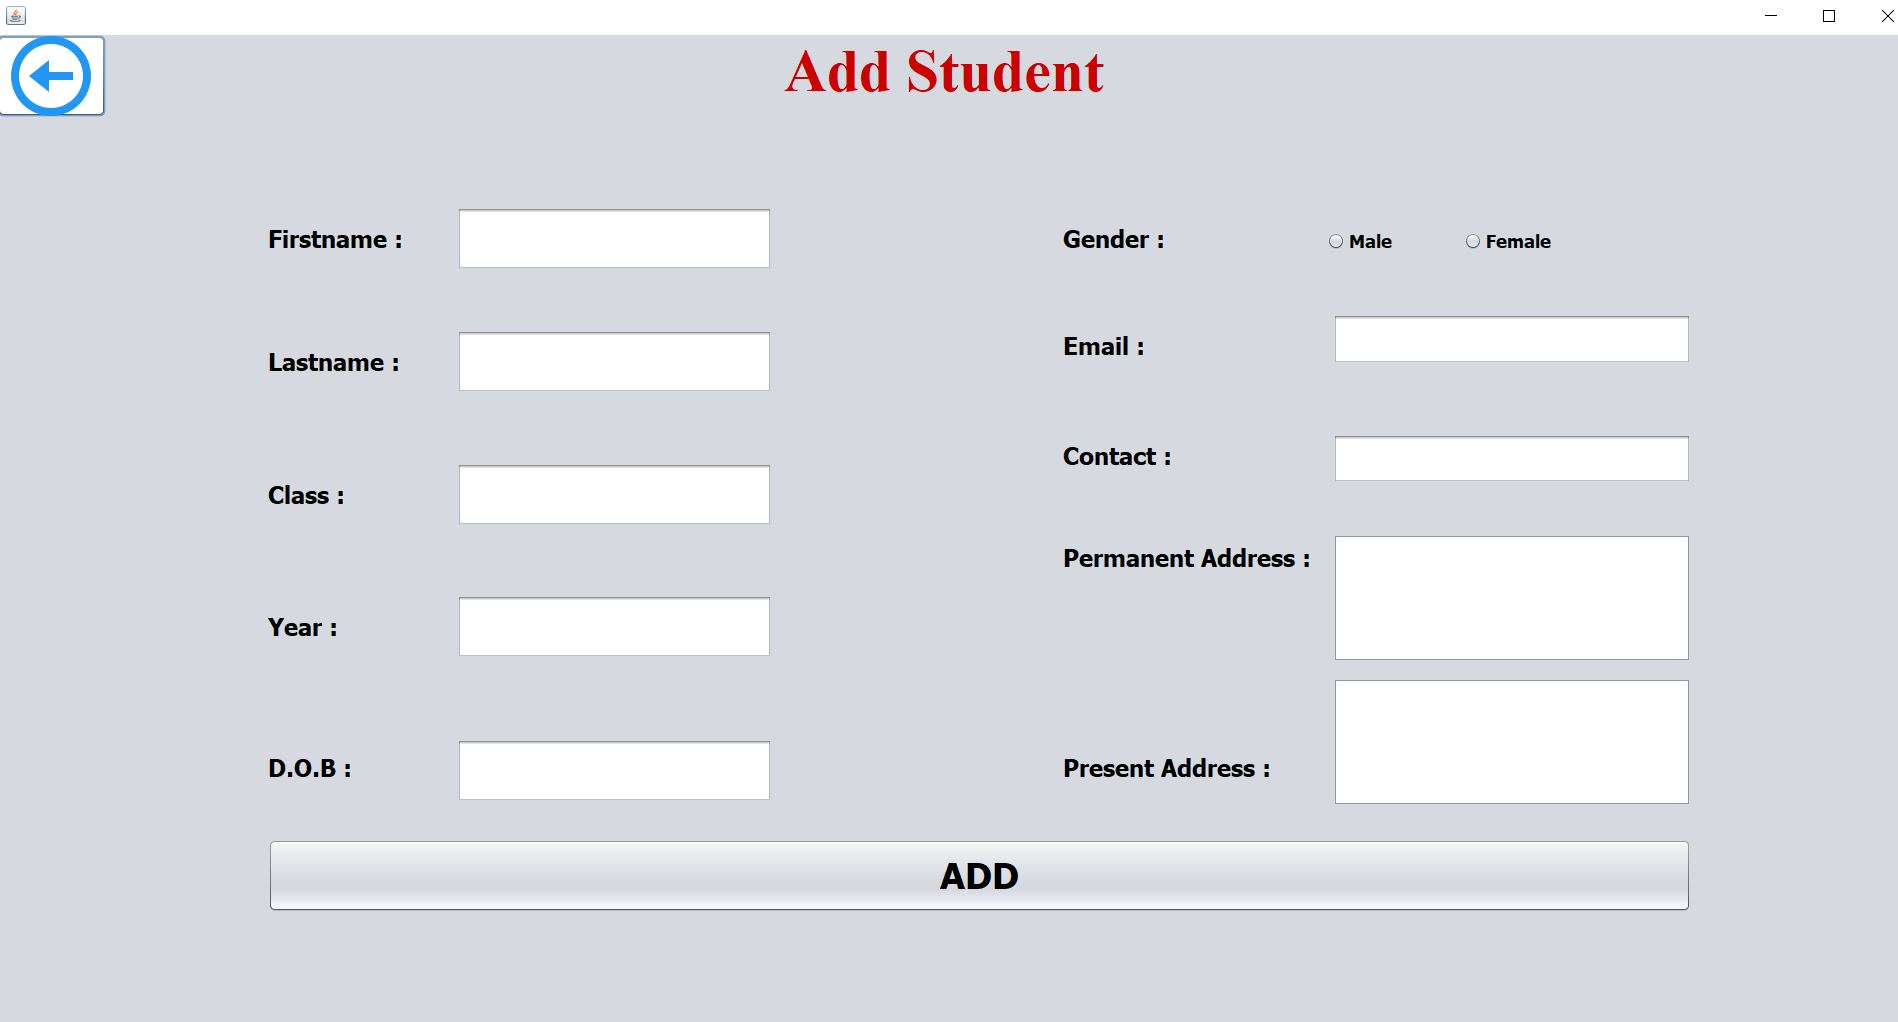 Add Student
Firstname :
Gender :
Male
Female
Lastname :
Email :
Class :
Contact :
Year :
Permanent Address :
D.O.B :
Present Address :
ADD